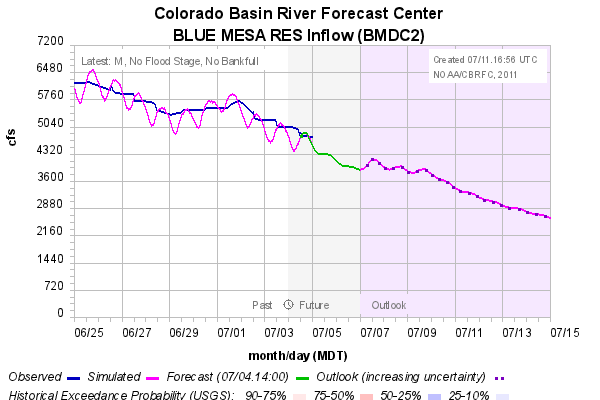 Colorado Basin River Forecast Center
BLUE MESA RES Inflow (BMDC2)
7200
6480
5760
5040
4320
3600
2880
2160
1440
720
0
cfs
Latest: M, No Flood Stage, No Bankfull
Created 07/11.16:56 UTC
NOAA/CBRFC, 2011
Past Future Outlook
06/25 06/27 06/29 07/01 07/03 07/05 07/07 07/09 07/11 07/13 07/15
month/day (MDT)
Observed Simulated Forecast (07/04.14:00) Outlook (increasing uncertainty)
Historical Exceedance Probability (USGS): 90-75% 75-50% 50-25% 25-10%